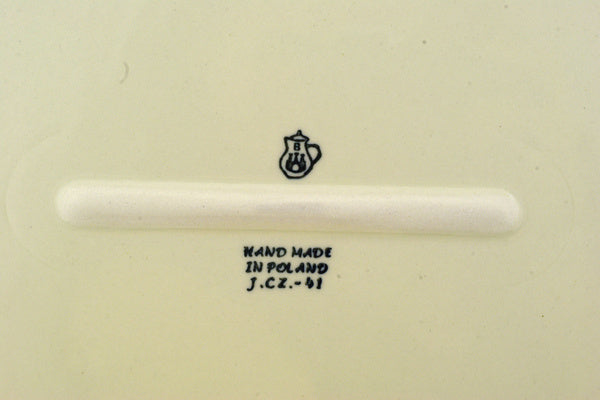 B
HAND MADE
IN POLAND
J.CZ.-41